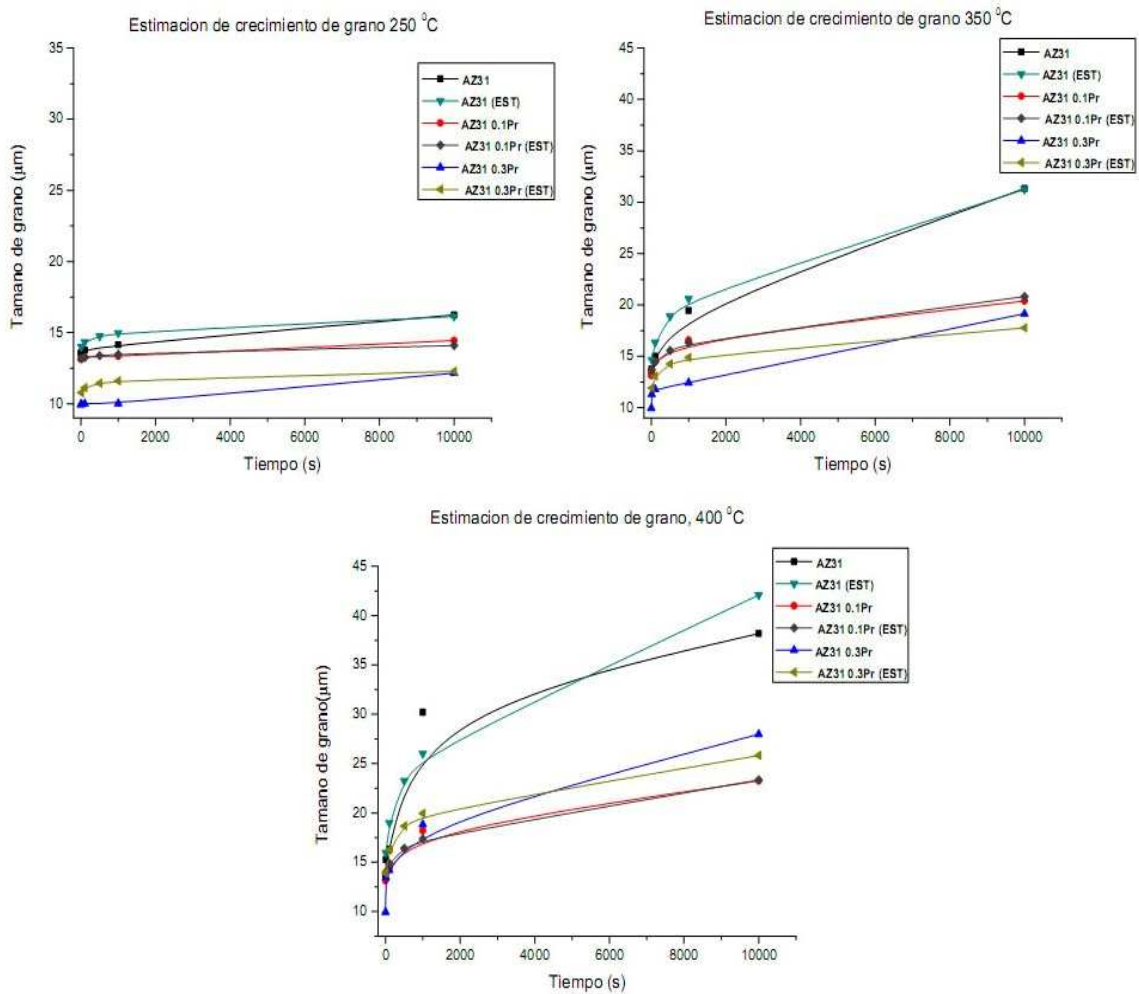 Estimacion de crecimiento de grano 250 ⁰C
35
30
25
20
15
10
Tamano de grano (μm)
0 2000 4000 6000 8000 10000
Tiempo (s)
AZ31
AZ31 (EST)
AZ31 0.1Pr
AZ31 0.1Pr (EST)
AZ31 0.3Pr
AZ31 0.3Pr (EST)
Estimacion de crecimiento de grano 350 ⁰C
45
40
35
30
25
20
15
10
Tamano de grano (μm)
0 2000 4000 6000 8000 10000
Tiempo (s)
AZ31
AZ31 (EST)
AZ31 0.1Pr
AZ31 0.1Pr (EST)
AZ31 0.3Pr
AZ31 0.3Pr (EST)
Estimacion de crecimiento de grano, 400 ⁰C
45
40
35
30
25
20
15
10
Tamano de grano(μm)
0 2000 4000 6000 8000 10000
Tiempo (s)
AZ31
AZ31 (EST)
AZ31 0.1Pr
AZ31 0.1Pr (EST)
AZ31 0.3Pr
AZ31 0.3Pr (EST)